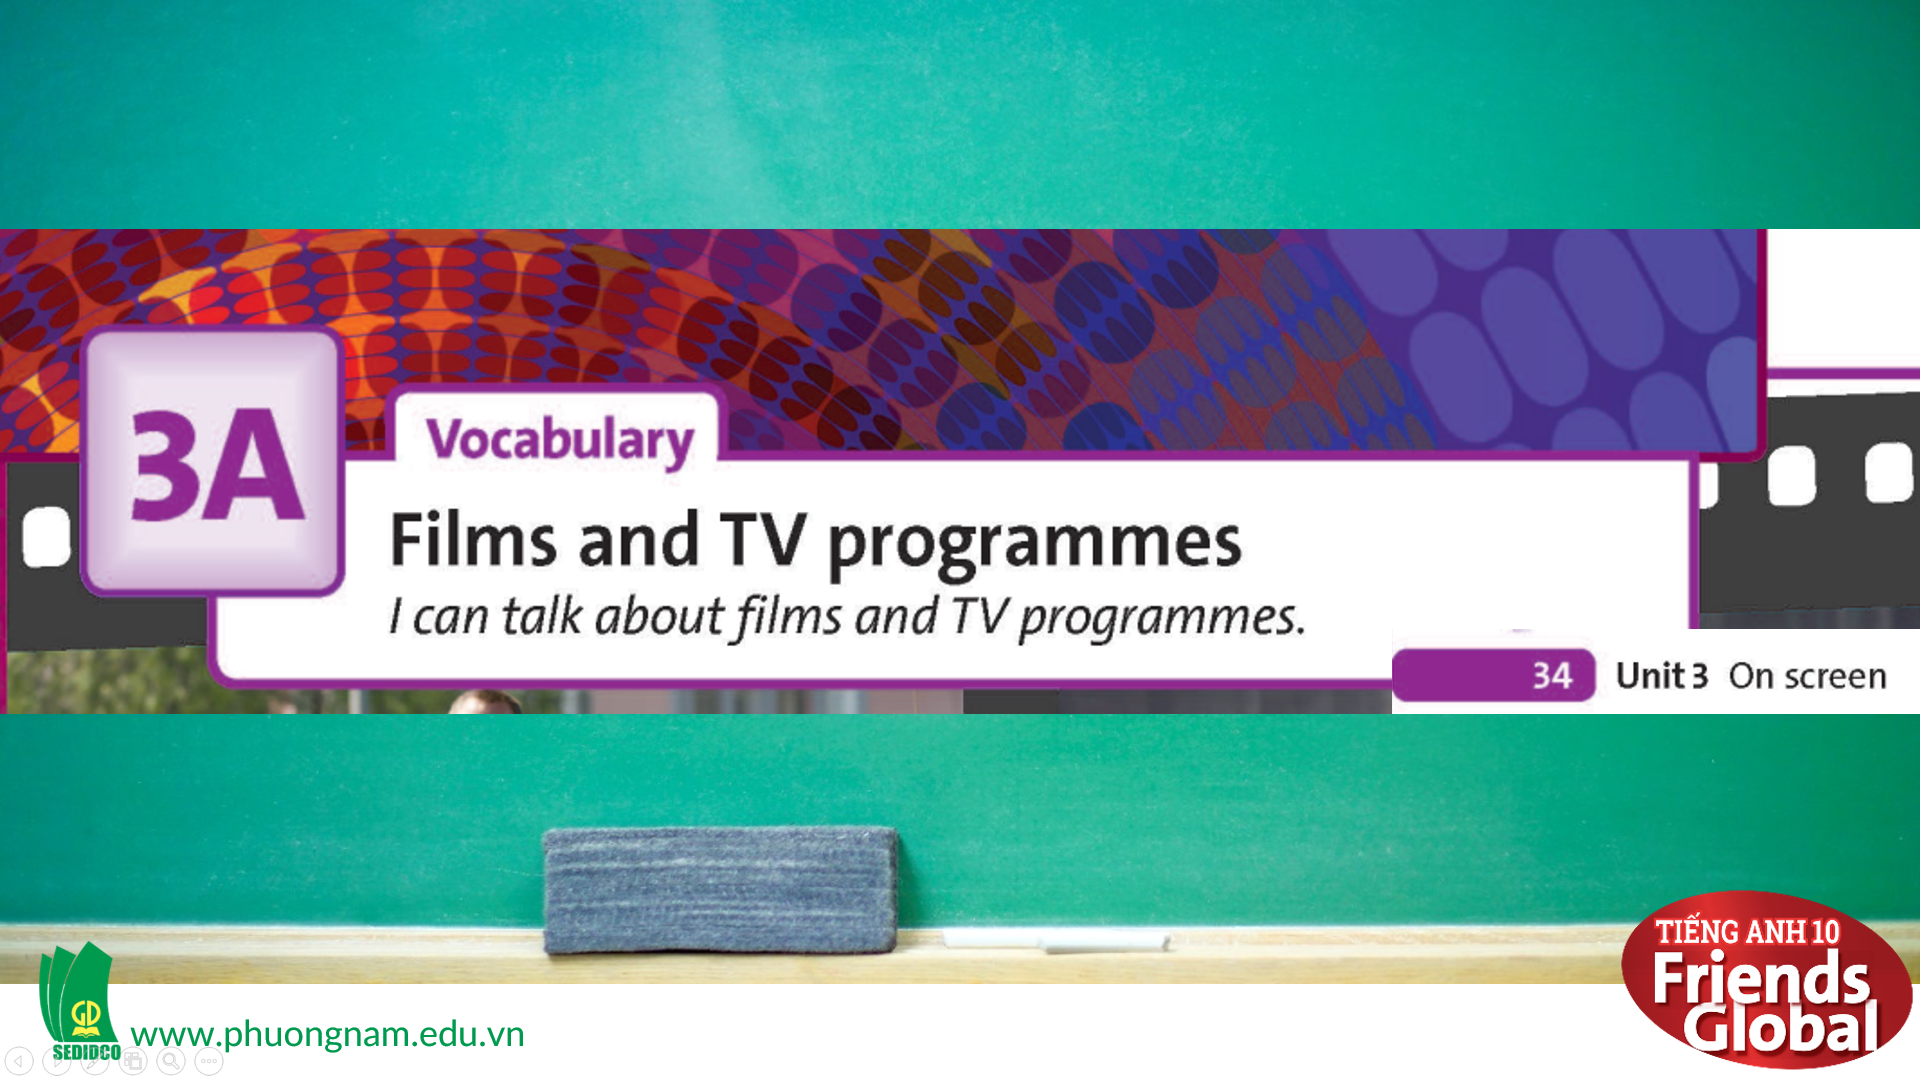 3A
Vocabulary
Films and TV programmes
I can talk about films and TV programmes.
34 Unit 3 On screen
GD
SEDIDCO
www.phuongnam.edu.vn
TIẾNG ANH 10
Friends
Global